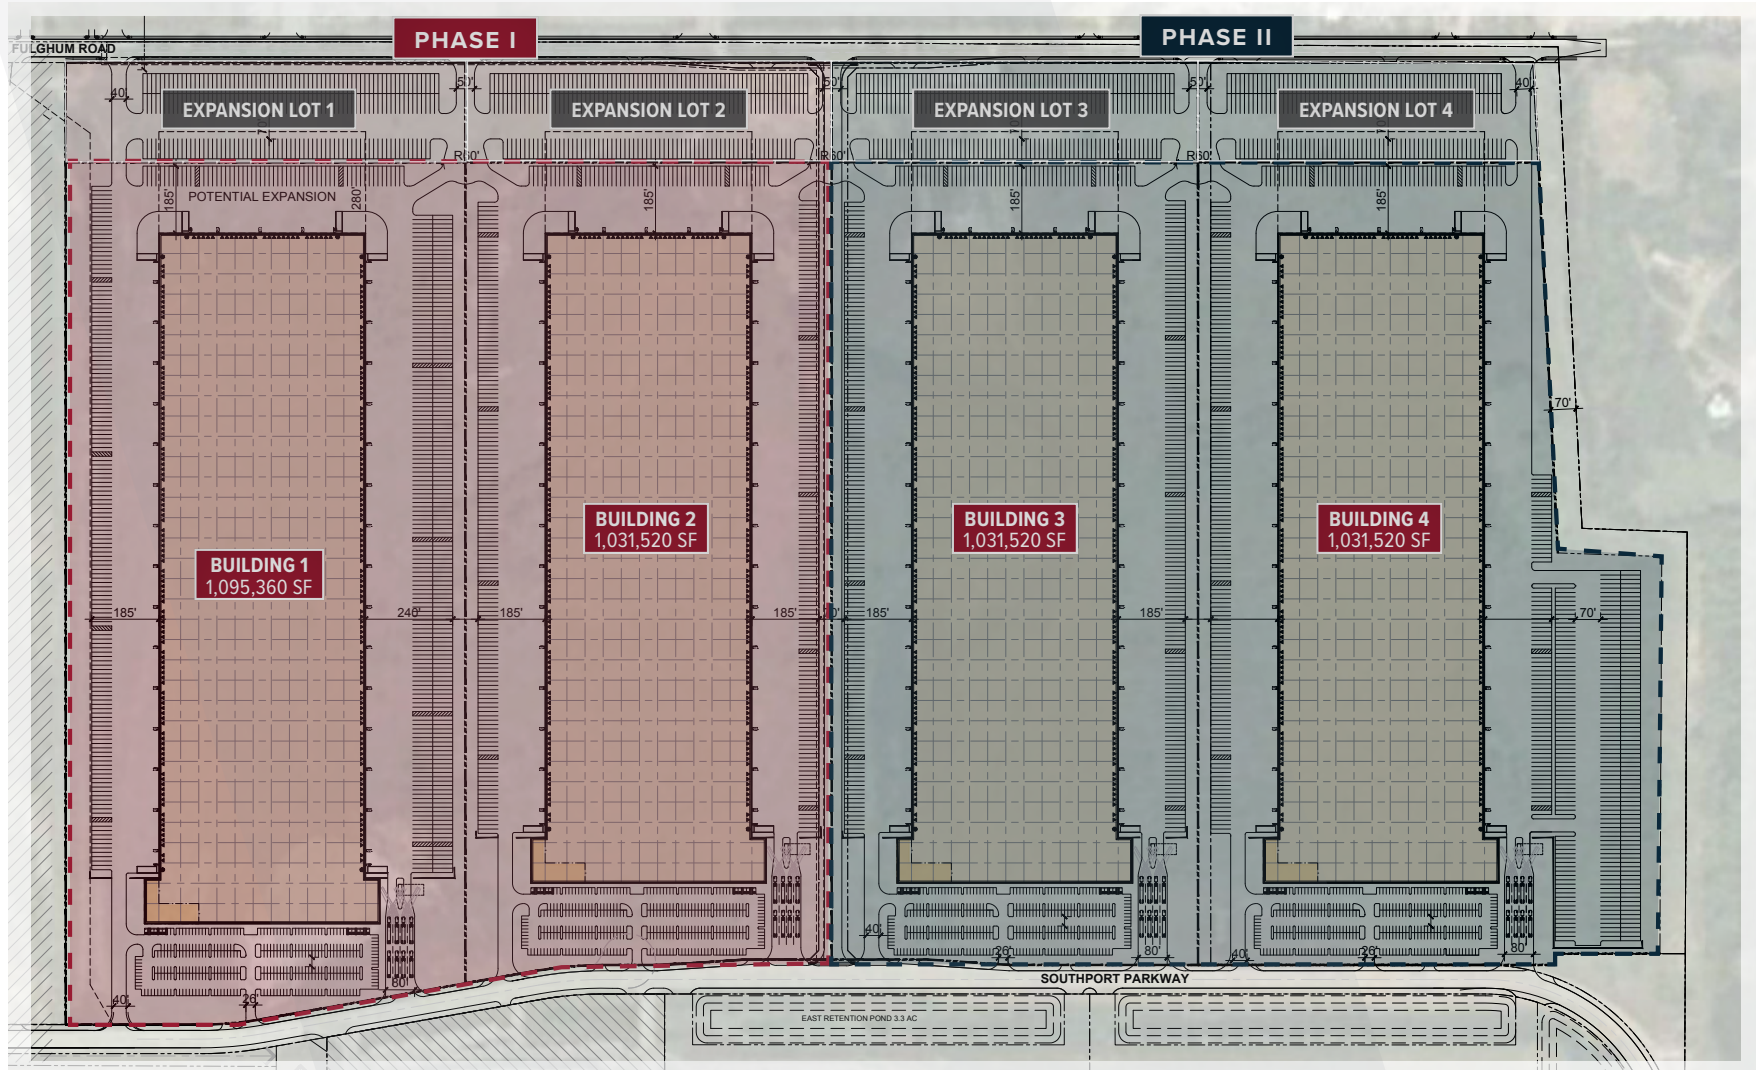 PHASE I
PHASE II
FULGHUM ROAD
50'
50'
50'
40'
40'
EXPANSION LOT 1
EXPANSION LOT 2
EXPANSION LOT 3
EXPANSION LOT 4
R60'
R60'
R60'
POTENTIAL EXPANSION
185'
280'
185'
185'
185'
70'
BUILDING 2
1,031,520 SF
BUILDING 3
1,031,520 SF
BUILDING 4
1,031,520 SF
BUILDING 1
1,095,360 SF
185'
240'
185'
185'
185'
185'
70'
40'
26'
80'
40'
26'
80'
SOUTHPORT PARKWAY
80'
40'
26'
EAST RETENTION POND 3.3 AC